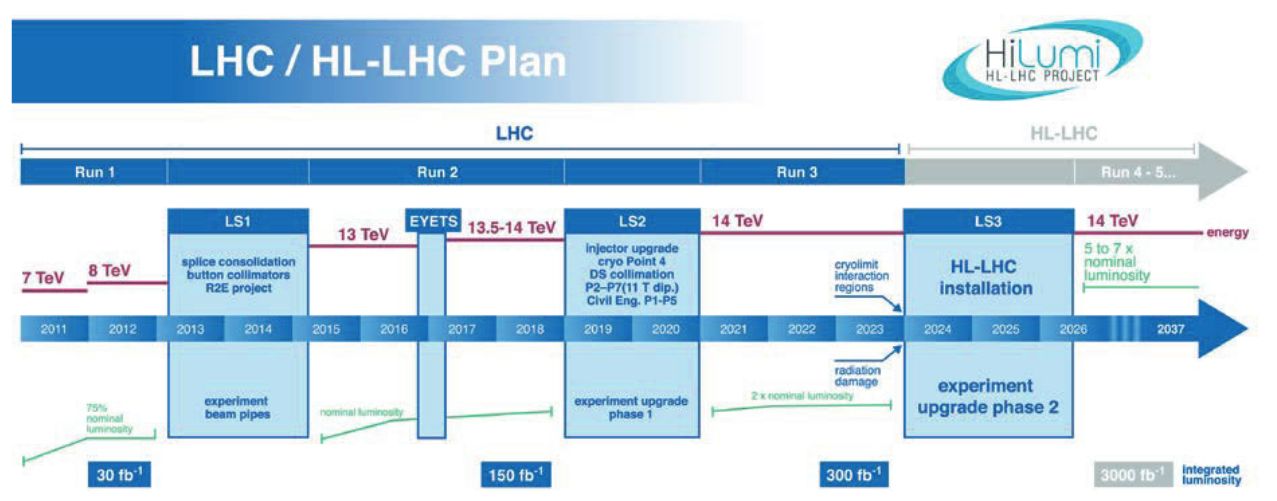 LHC / HL-LHC Plan
HiLumi
HL-LHC PROJECT
LHC
HL-LHC
Run 1
Run 2
Run 3
Run 4 - 5...
LS1
EYETS
LS2
LS3
13 TeV
13.5-14 TeV
14 TeV
14 TeV
energy
7 TeV
8 TeV
splice consolidation
button collimators
R2E project
injector upgrade
cryo Point 4
DS collimation
P2–P7(11 T dip.)
Civil Eng. P1-P5
cryolimit
interaction
regions
HL-LHC
installation
5 to 7 x
nominal
luminosity
2011
2012
2013
2014
2015
2016
2017
2018
2019
2020
2021
2022
2023
2024
2025
2026
2037
75%
nominal
luminosity
experiment
beam pipes
nominal luminosity
experiment upgrade
phase 1
2 x nominal luminosity
radiation
damage
experiment
upgrade phase 2
30 fb-1
150 fb-1
300 fb-1
3000 fb-1
integrated
luminosity